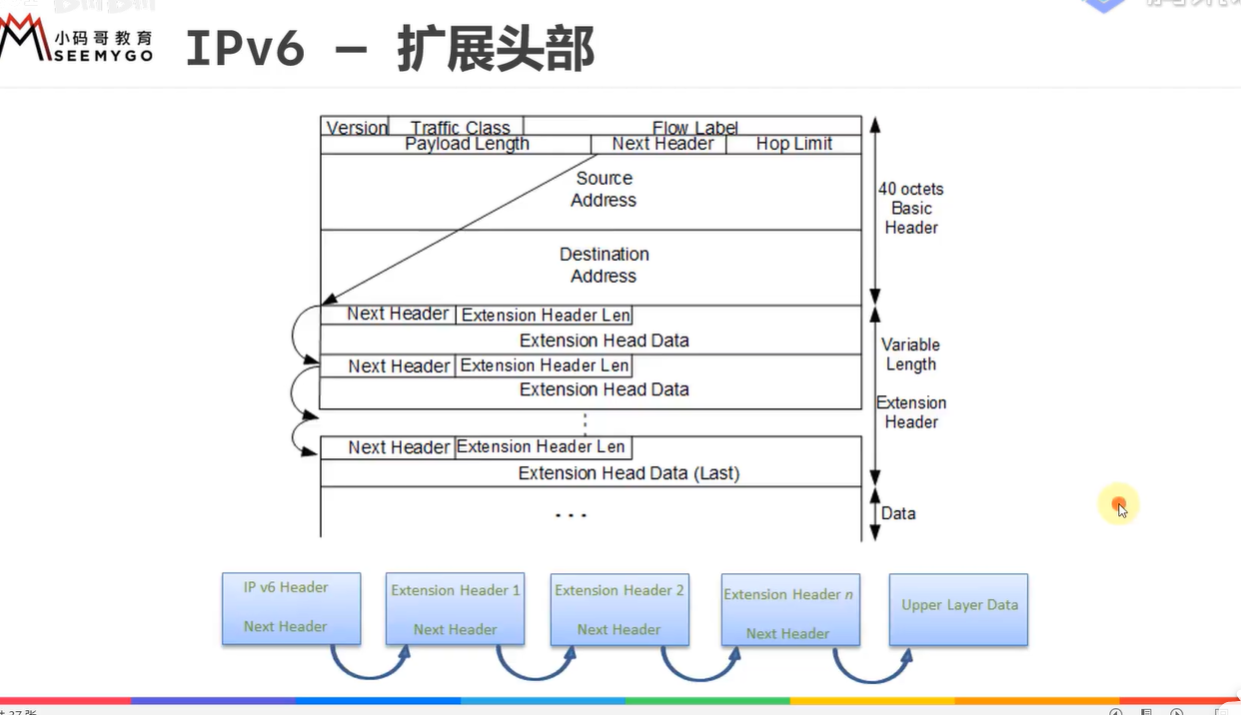 小码哥教育
SEEMYGO
IPv6 — 扩展头部
Version Traffic Class Flow Label
Payload Length Next Header Hop Limit
Source
Address
Destination
Address
40 octets
Basic
Header
Next Header Extension Header Len
Extension Head Data
Next Header Extension Header Len
Extension Head Data
Next Header Extension Header Len
Extension Head Data (Last)
Variable
Length
Extension
Header
. . .
Data
IP v6 Header
Next Header
Extension Header 1
Next Header
Extension Header 2
Next Header
Extension Header n
Next Header
Upper Layer Data